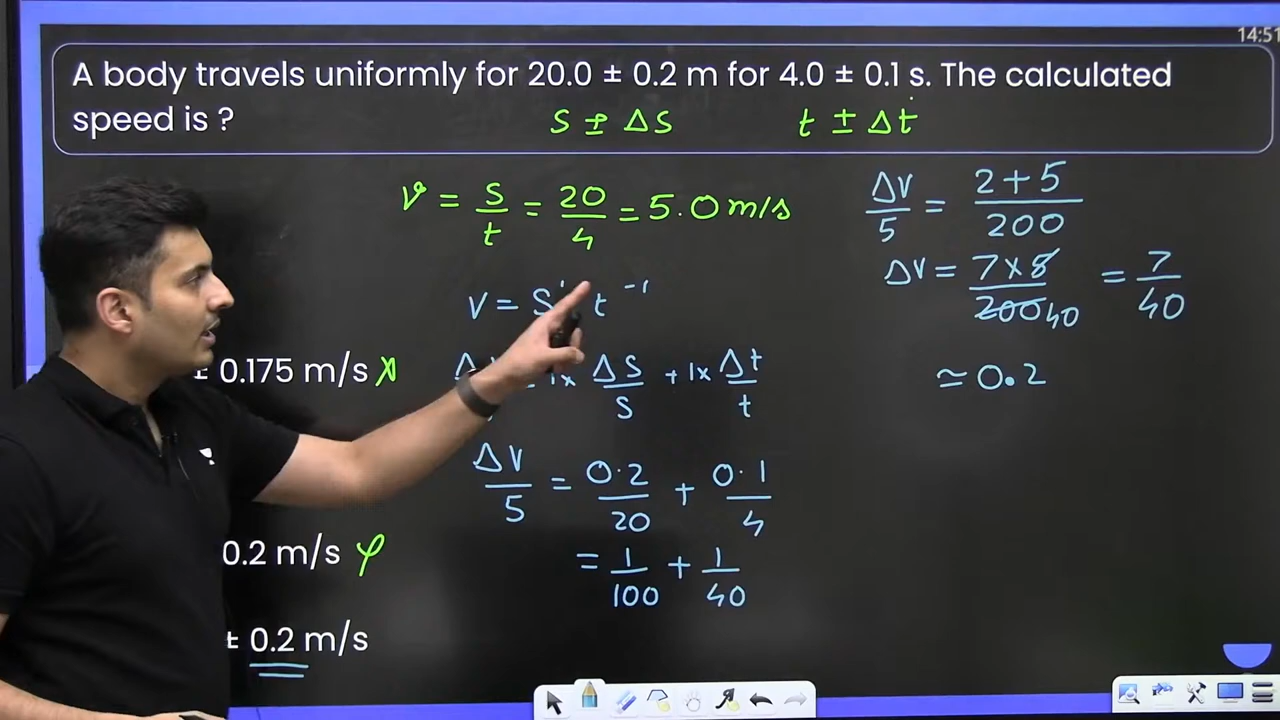 14:51
A body travels uniformly for 20.0 ± 0.2 m for 4.0 ± 0.1 s. The calculated
speed is ?
S ± ΔS
t ± Δt
v = S/t = 20/4 = 5.0 m/s
V = S t⁻¹
1x ΔS/S + 1x Δt/t
ΔV/5 = 0.2/20 + 0.1/4
= 1/100 + 1/40
ΔV/5 = 2+5/200
ΔV = 7x5/200 40 = 7/40
≃ 0.2
± 0.175 m/s
0.2 m/s
± 0.2 m/s